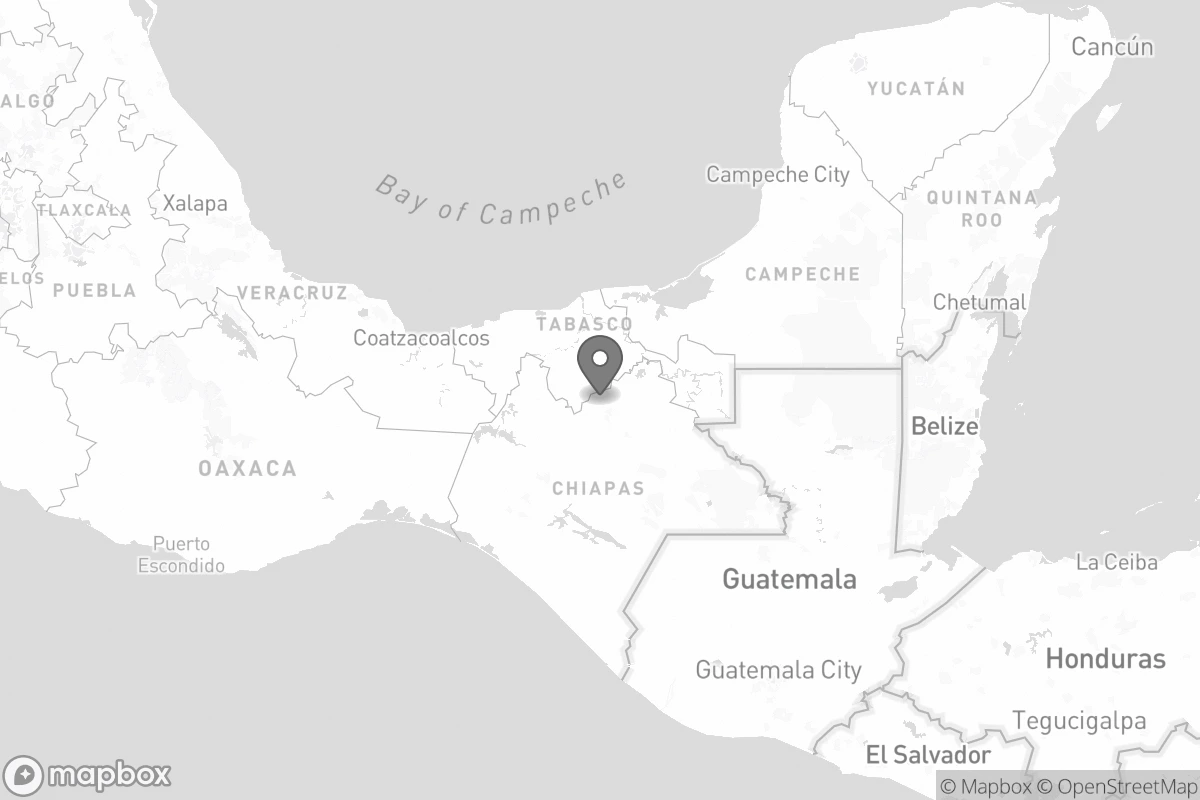 Cancún
YUCATÁN
ALGO
Campeche City
Bay of Campeche
QUINTANA
ROO
Xalapa
TLAXCALA
CAMPECHE
ELOS
PUEBLA
VERACRUZ
Chetumal
TABASCO
Coatzacoalcos
Belize
OAXACA
CHIAPAS
Puerto
Escondido
La Ceiba
Guatemala
Honduras
Guatemala City
Tegucigalpa
El Salvador
mapbox
© Mapbox © OpenStreetMap